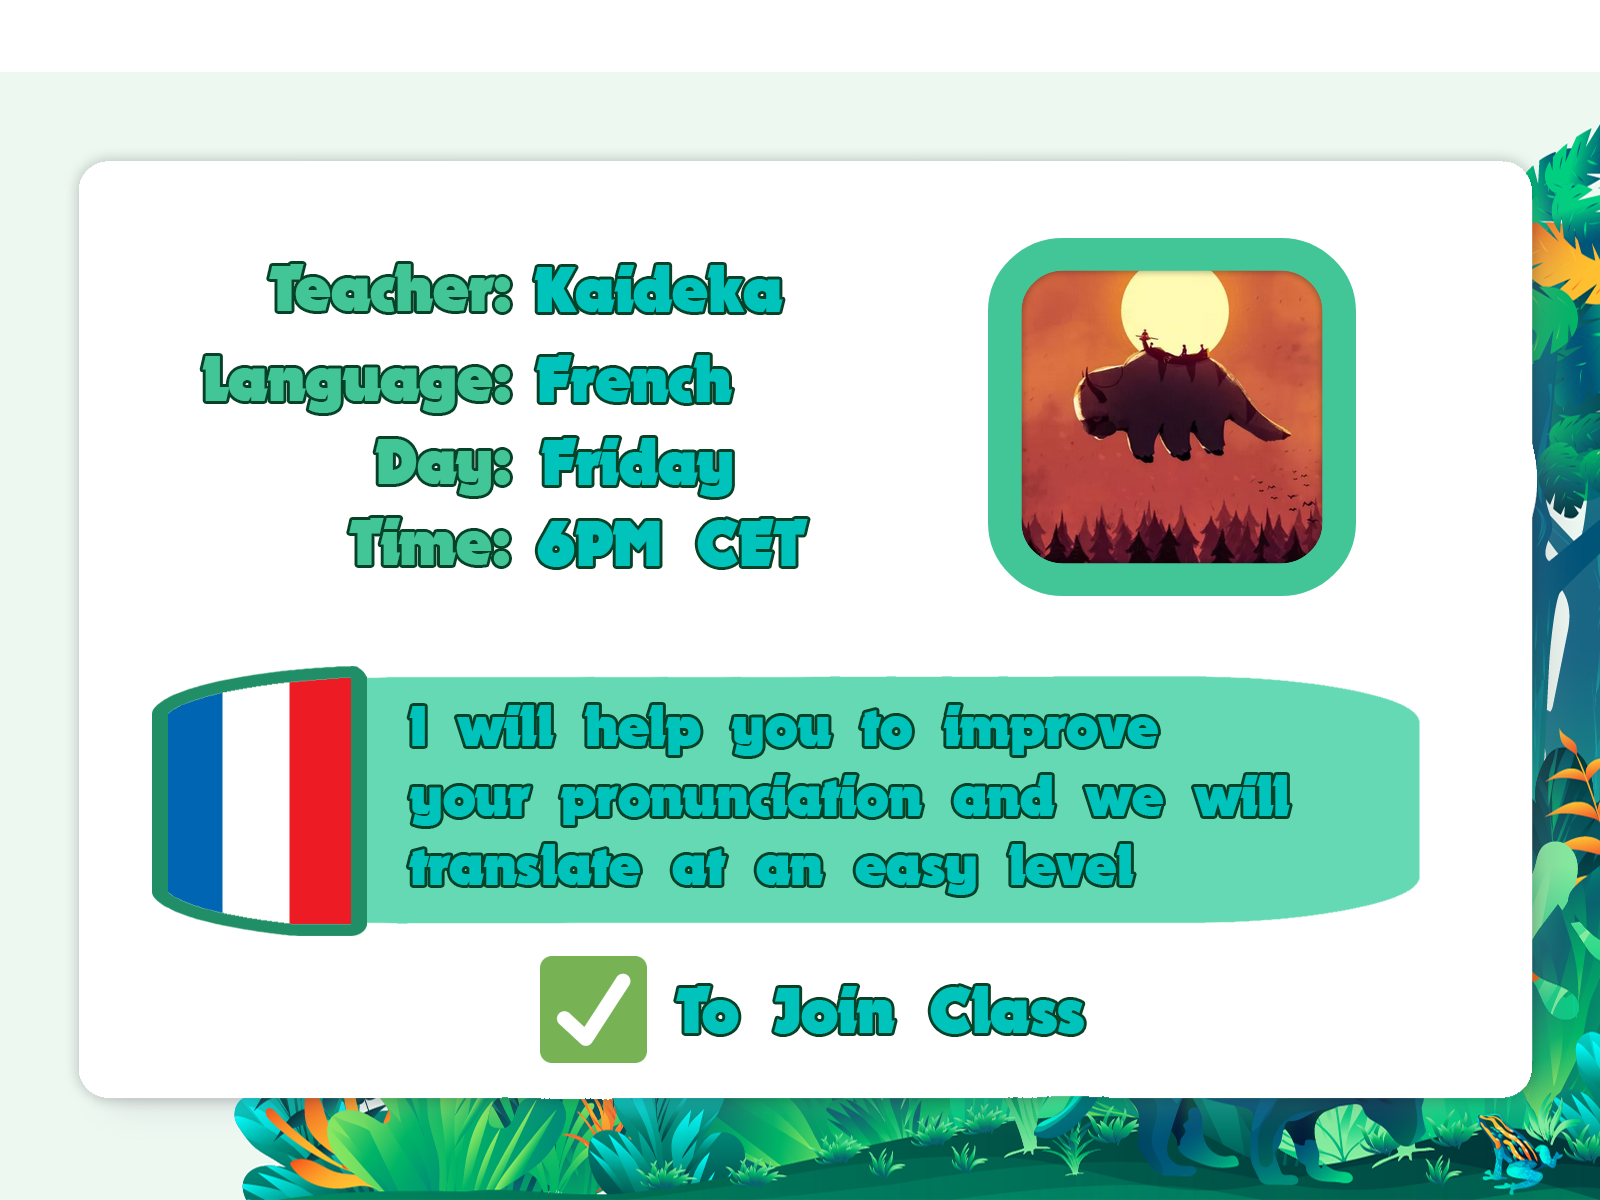 Teacher: Kaideka
Language: French
Day: Friday
Time: 6PM CET
I will help you to improve
your pronunciation and we will
translate at an easy level
To Join Class